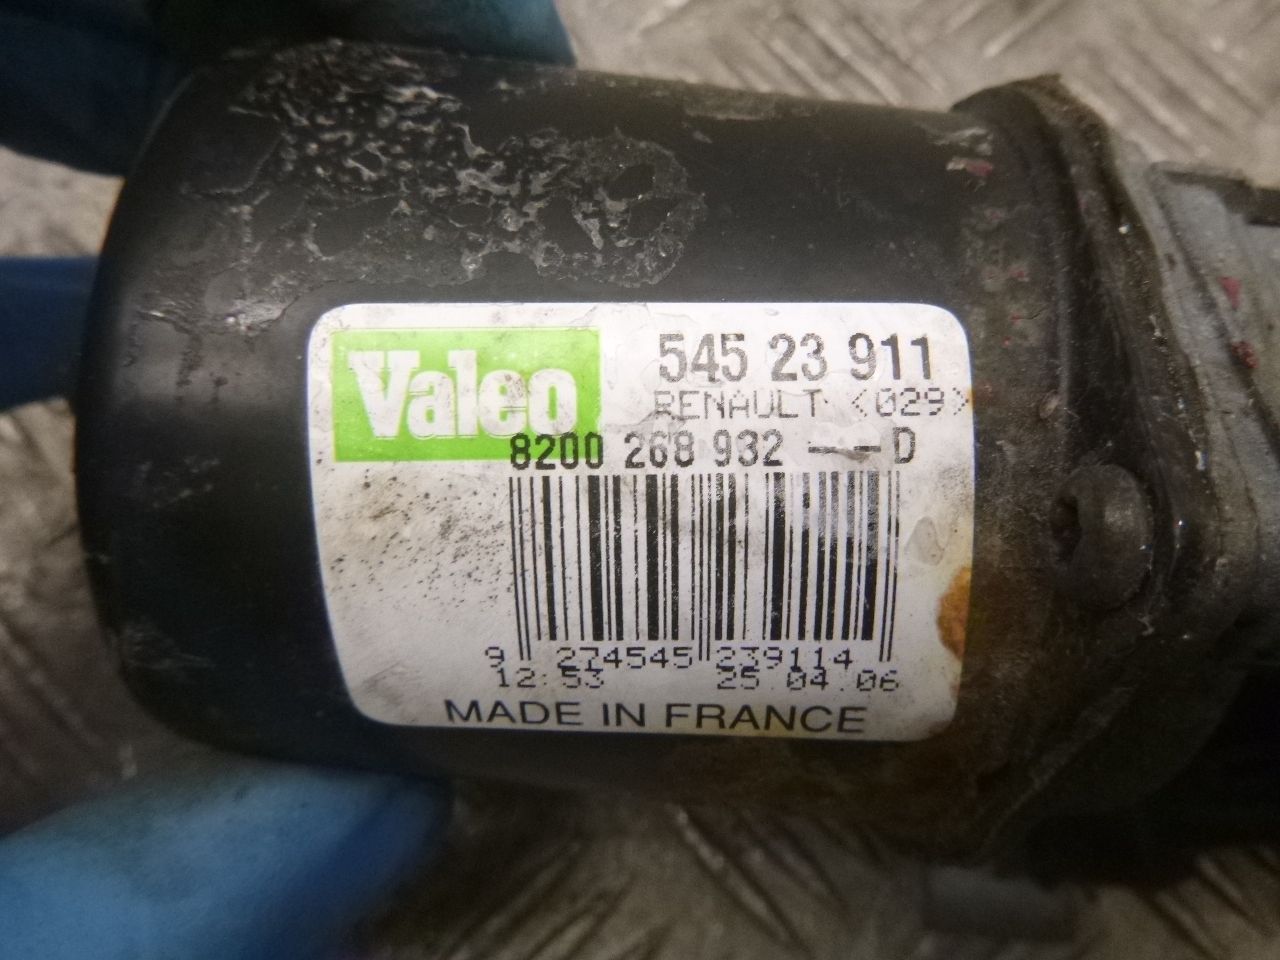 Valeo
545 23 911
RENAULT <029>
8200 268 932 –– D
9 274545 239114
12:53 25.04.06
MADE IN FRANCE